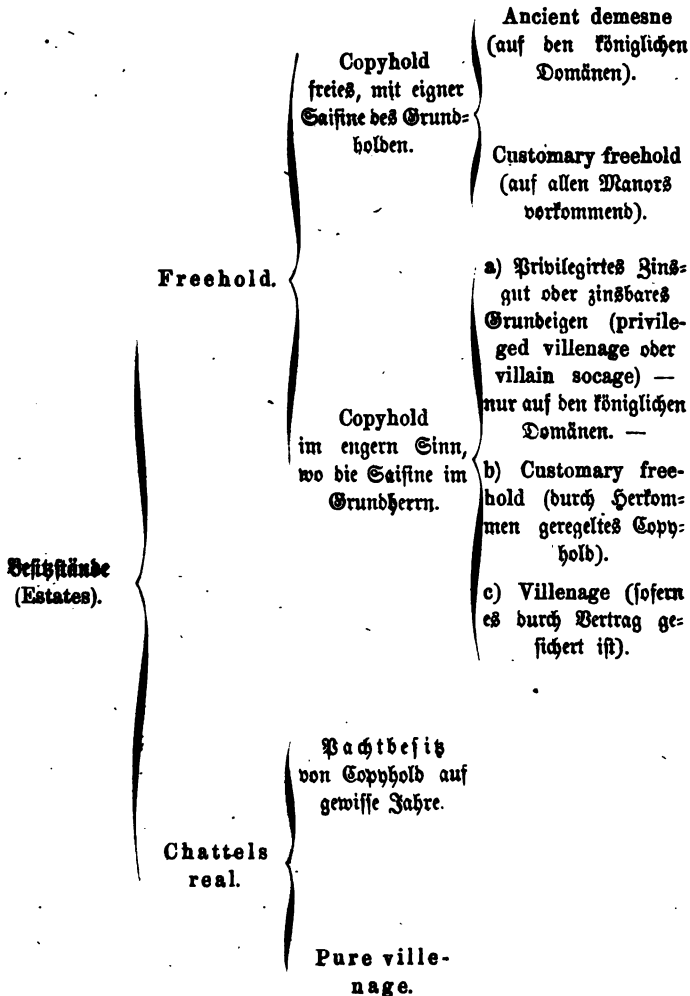 Besitzstände
(Estates).
Freehold.
Copyhold
freies, mit eigner
Saisine des Grund=
holden.
Ancient demesne
(auf den königlichen
Domänen).
Customary freehold
(auf allen Manors
vorkommend).
Copyhold
im engern Sinn,
wo die Saisine im
Grundherrn.
a) Privilegirtes Zins=
gut oder zinsbares
Grundeigen (privile-
ged villenage oder
villain socage) —
nur auf den königlichen
Domänen. —
b) Customary free-
hold (durch Herkom=
men geregeltes Copy=
hold).
c) Villenage (sofern
es durch Vertrag ge=
sichert ist).
Chattels
real.
Pachtbesitz
von Copyhold auf
gewisse Jahre.
Pure ville-
nage.